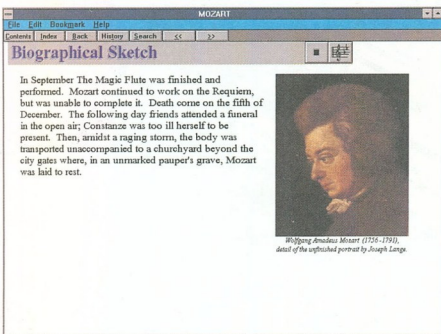 MOZART
File Edit Bookmark Help
Contents Index Back History Search << >>
Biographical Sketch
In September The Magic Flute was finished and
performed. Mozart continued to work on the Requiem,
but was unable to complete it. Death come on the fifth of
December. The following day friends attended a funeral
in the open air; Constanze was too ill herself to be
present. Then, amidst a raging storm, the body was
transported unaccompanied to a churchyard beyond the
city gates where, in an unmarked pauper's grave, Mozart
was laid to rest.
Wolfgang Amadeus Mozart (1756-1791),
detail of the unfinished portrait by Joseph Lange.